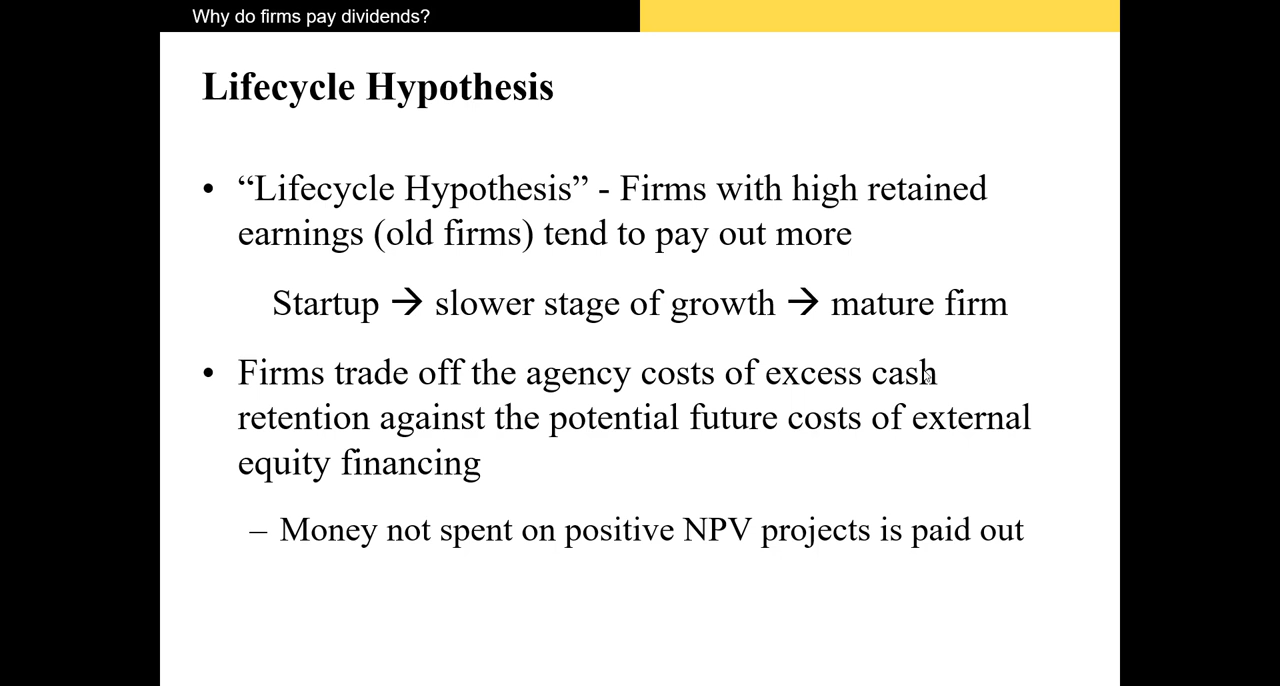 Why do firms pay dividends?
Lifecycle Hypothesis
• “Lifecycle Hypothesis” - Firms with high retained
earnings (old firms) tend to pay out more
Startup → slower stage of growth → mature firm
• Firms trade off the agency costs of excess cash
retention against the potential future costs of external
equity financing
– Money not spent on positive NPV projects is paid out